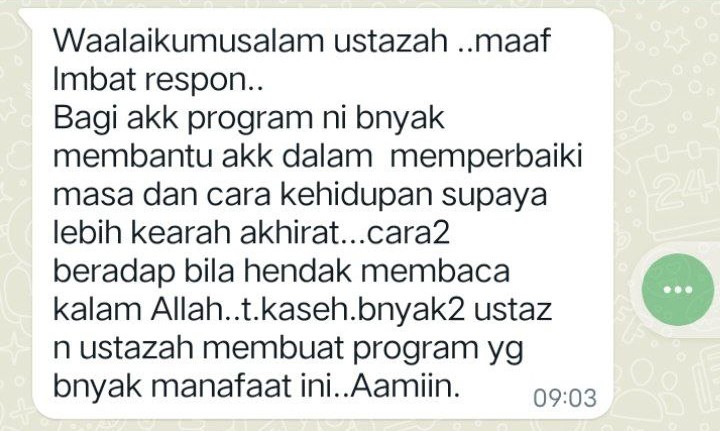 Waalaikumusalam ustazah ..maaf
lmbat respon..
Bagi akk program ni bnyak
membantu akk dalam  memperbaiki
masa dan cara kehidupan supaya
lebih kearah akhirat...cara2
beradap bila hendak membaca
kalam Allah..t.kaseh.bnyak2 ustaz
n ustazah membuat program yg
bnyak manafaat ini..Aamiin.
09:03
24